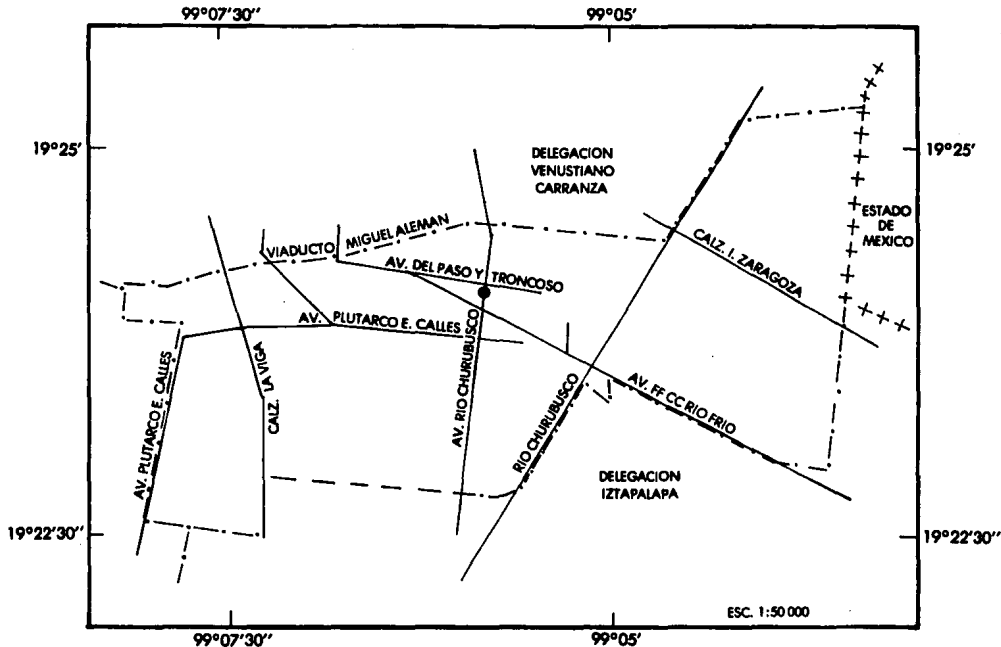 99°07'30"
99°05'
19°25'
19°25'
DELEGACION
VENUSTIANO
CARRANZA
ESTADO
DE
MEXICO
VIADUCTO MIGUEL ALEMAN
CALZ. I. ZARAGOZA
AV. DEL PASO Y TRONCOSO
AV. PLUTARCO E. CALLES
AV. PLUTARCO E. CALLES
CALZ. LA VIGA
AV. RIO CHURUBUSCO
RIO CHURUBUSCO
AV. FF CC RIO FRIO
DELEGACION
IZTAPALAPA
19°22'30"
19°22'30"
ESC. 1:50 000
99°07'30"
99°05'